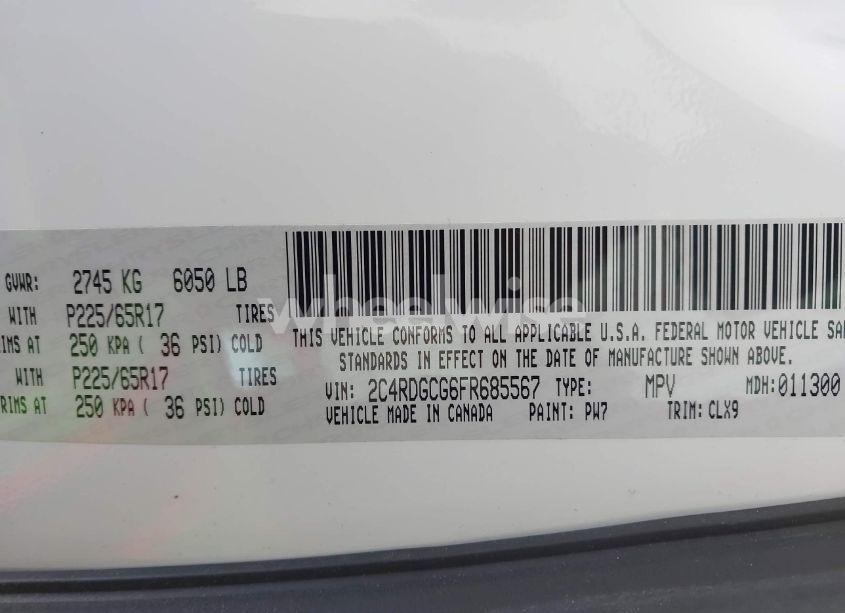 GVWR: 2745 KG 6050 LB
WITH P225/65R17 TIRES
RIMS AT 250 KPA ( 36 PSI) COLD
WITH P225/65R17 TIRES
RIMS AT 250 KPA ( 36 PSI) COLD
wheelwise
THIS VEHICLE CONFORMS TO ALL APPLICABLE U.S.A. FEDERAL MOTOR VEHICLE SA
STANDARDS IN EFFECT ON THE DATE OF MANUFACTURE SHOWN ABOVE.
VIN: 2C4RDGCG6FR685567 TYPE: MPV MDH:011300
VEHICLE MADE IN CANADA PAINT: PW7 TRIM: CLX9